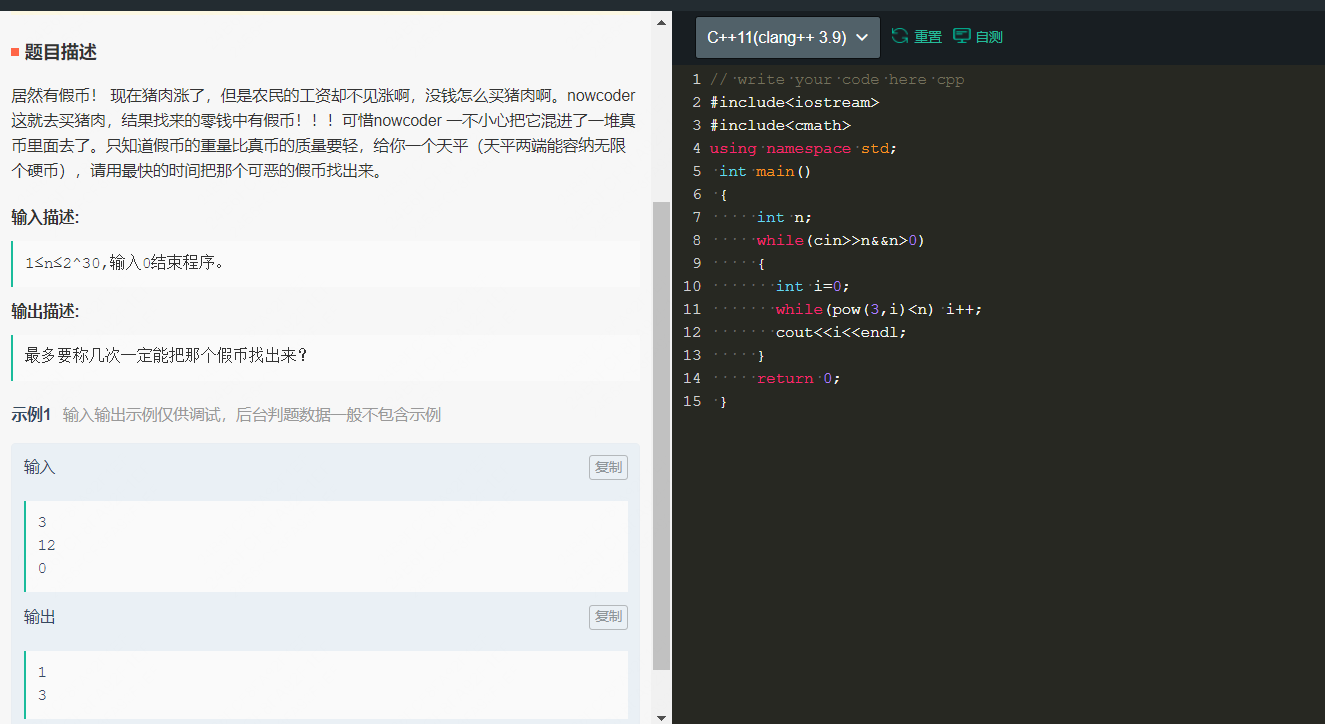 题目描述
居然有假币！ 现在猪肉涨了，但是农民的工资却不见涨啊，没钱怎么买猪肉啊。nowcoder
这就去买猪肉，结果找来的零钱中有假币！！！可惜nowcoder 一不小心把它混进了一堆真
币里面去了。只知道假币的重量比真币的质量要轻，给你一个天平（天平两端能容纳无限
个硬币），请用最快的时间把那个可恶的假币找出来。
输入描述:
1≤n≤2^30,输入0结束程序。
输出描述:
最多要称几次一定能把那个假币找出来？
示例1 输入输出示例仅供调试，后台判题数据一般不包含示例
输入 复制
3
12
0
输出 复制
1
3
C++11(clang++ 3.9) 重置 自测
1 // write your code here cpp
2 #include<iostream>
3 #include<cmath>
4 using namespace std;
5 int main()
6 {
7 int n;
8 while(cin>>n&&n>0)
9 {
10 int i=0;
11 while(pow(3,i)<n) i++;
12 cout<<i<<endl;
13 }
14 return 0;
15 }